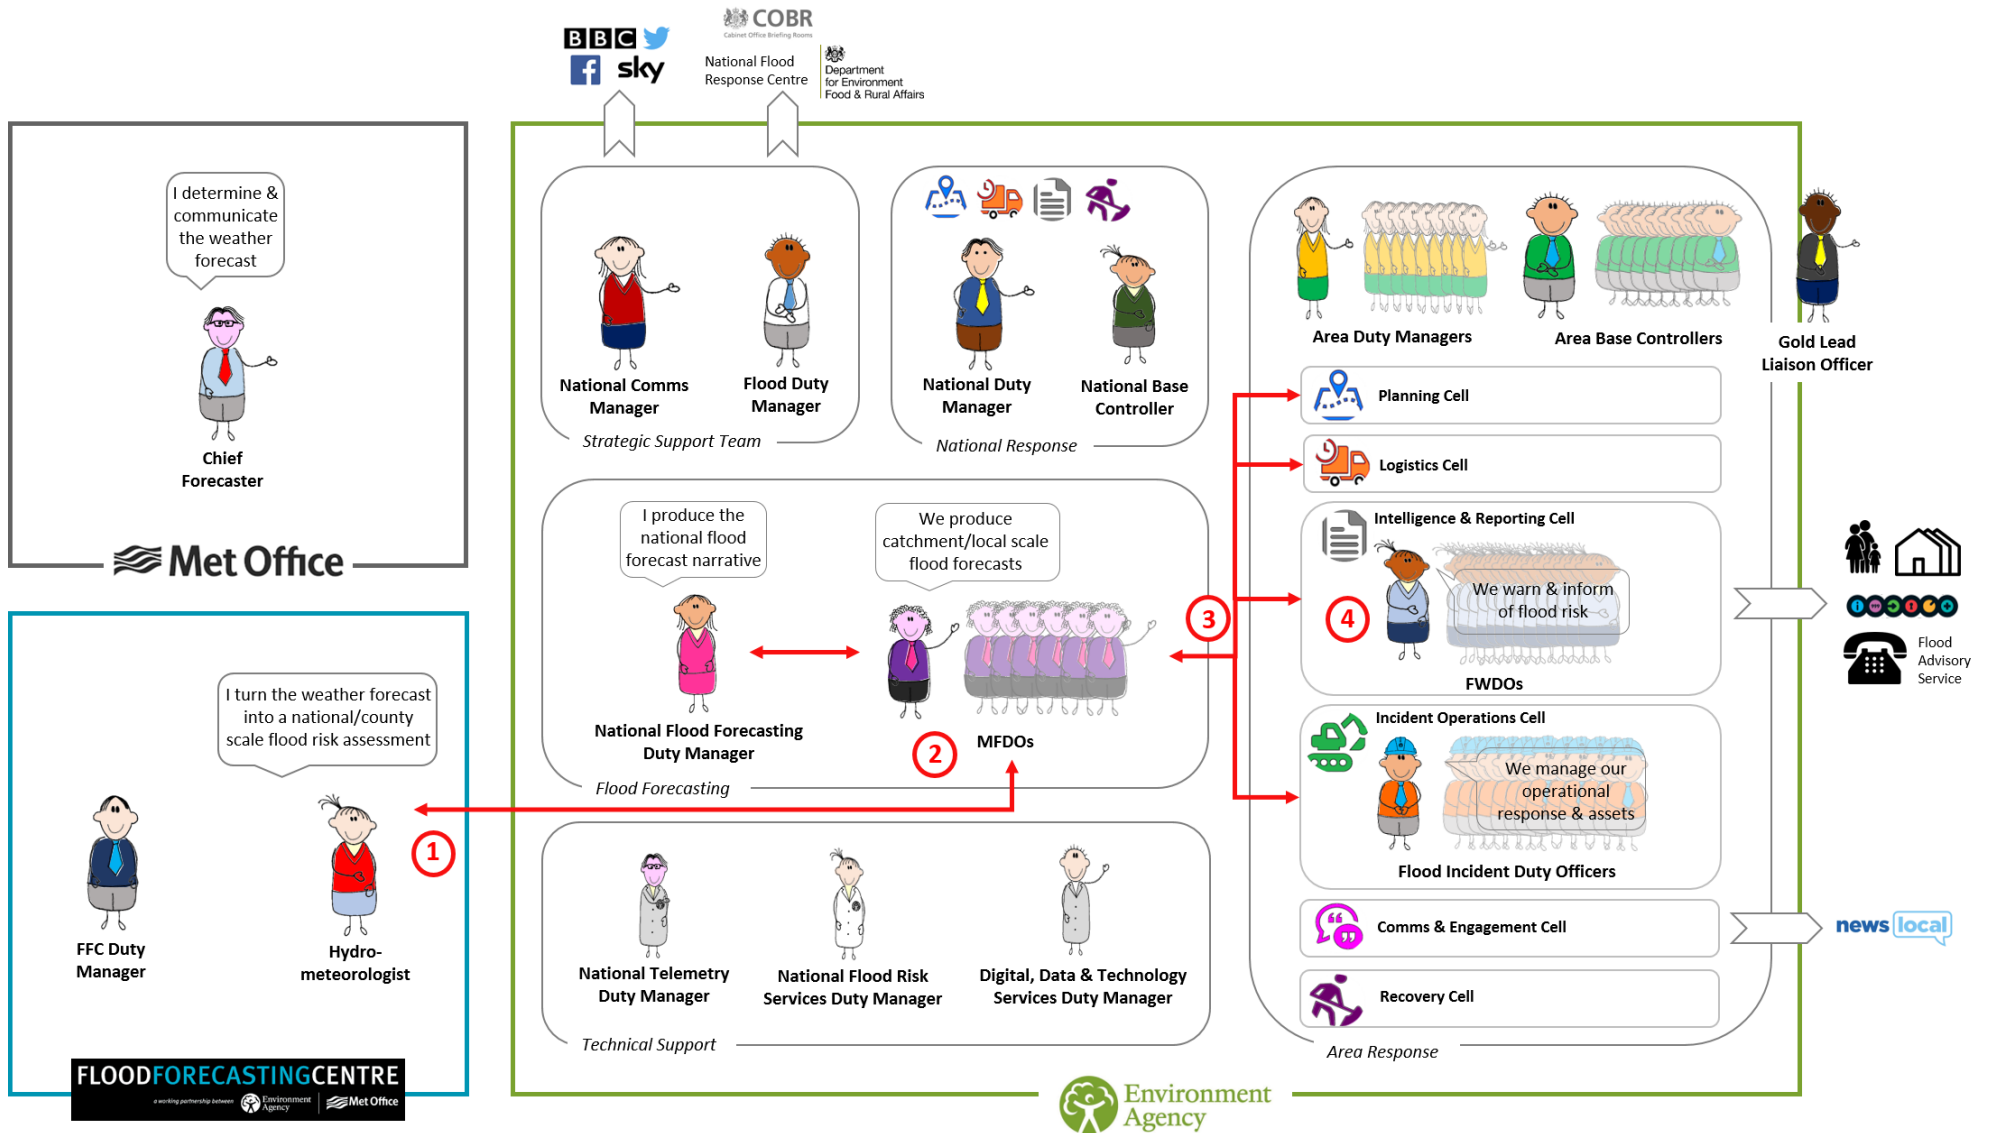 BBC
sky
COBR
Cabinet Office Briefing Rooms
National Flood
Response Centre
Department
for Environment
Food & Rural Affairs
I determine &
communicate
the weather
forecast
Chief
Forecaster
Met Office
I turn the weather forecast
into a national/county
scale flood risk assessment
1
FFC Duty
Manager
Hydro-
meteorologist
FLOODFORECASTINGCENTRE
a working partnership between
Environment
Agency
Met Office
National Comms
Manager
Flood Duty
Manager
Strategic Support Team
National Duty
Manager
National Base
Controller
National Response
I produce the
national flood
forecast narrative
We produce
catchment/local scale
flood forecasts
National Flood Forecasting
Duty Manager
2
MFDOs
3
Flood Forecasting
National Telemetry
Duty Manager
National Flood Risk
Services Duty Manager
Digital, Data & Technology
Services Duty Manager
Technical Support
Area Duty Managers
Area Base Controllers
Gold Lead
Liaison Officer
Planning Cell
Logistics Cell
Intelligence & Reporting Cell
4
We warn & inform
of flood risk
FWDOs
Incident Operations Cell
We manage our
operational
response & assets
Flood Incident Duty Officers
Comms & Engagement Cell
Recovery Cell
Area Response
Flood
Advisory
Service
news local
Environment
Agency